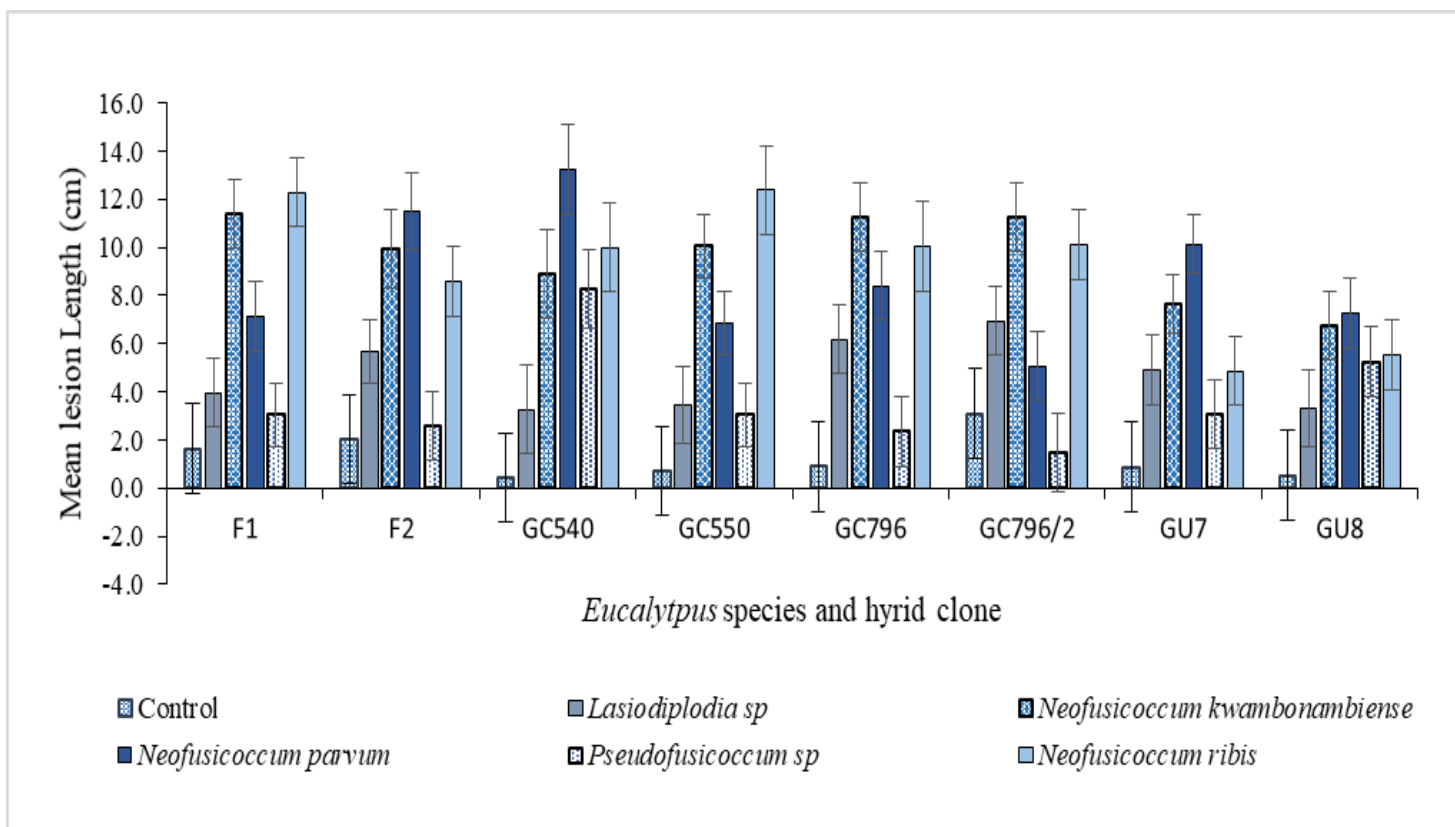 Mean lesion Length (cm)
16.0
14.0
12.0
10.0
8.0
6.0
4.0
2.0
0.0
-2.0
-4.0
F1 F2 GC540 GC550 GC796 GC796/2 GU7 GU8
Eucalytpus species and hyrid clone
Control Lasiodiplodia sp Neofusicoccum kwambonambiense
Neofusicoccum parvum Pseudofusicoccum sp Neofusicoccum ribis